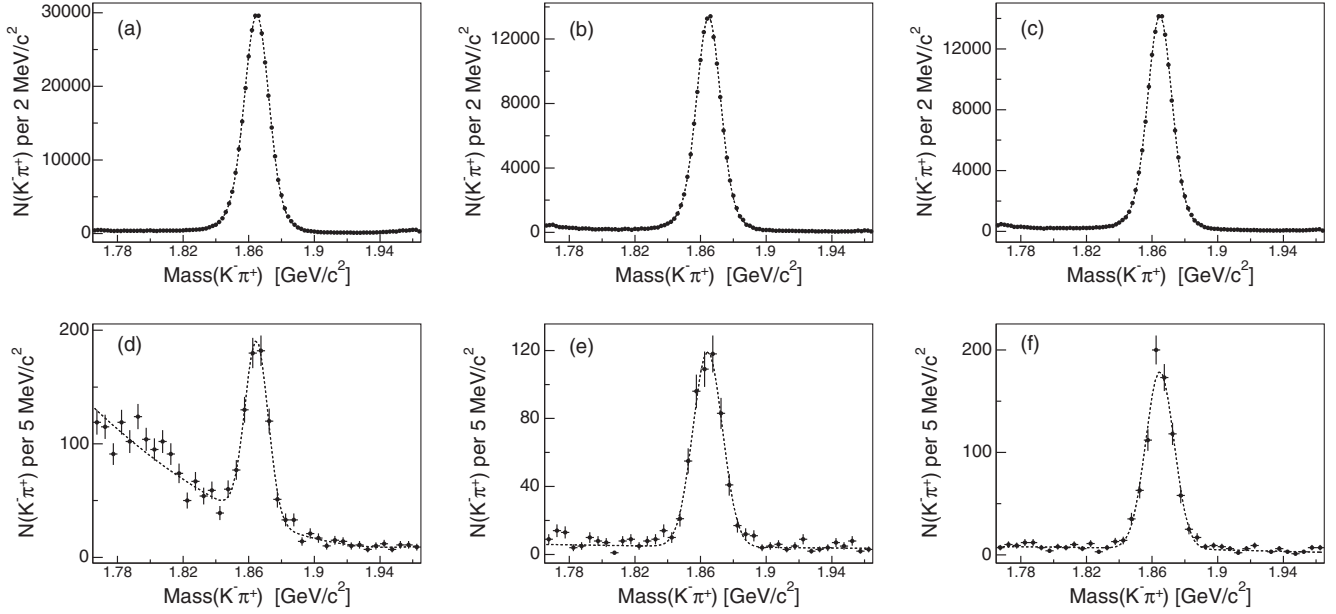 (a)
30000
20000
10000
0
N(K⁻π⁺) per 2 MeV/c²
1.78 1.82 1.86 1.9 1.94
Mass(K⁻π⁺) [GeV/c²]
(b)
12000
8000
4000
0
N(K⁻π⁺) per 2 MeV/c²
1.78 1.82 1.86 1.9 1.94
Mass(K⁻π⁺) [GeV/c²]
(c)
12000
8000
4000
0
N(K⁻π⁺) per 2 MeV/c²
1.78 1.82 1.86 1.9 1.94
Mass(K⁻π⁺) [GeV/c²]
(d)
200
100
0
N(K⁻π⁺) per 5 MeV/c²
1.78 1.82 1.86 1.9 1.94
Mass(K⁻π⁺) [GeV/c²]
(e)
120
80
40
0
N(K⁻π⁺) per 5 MeV/c²
1.78 1.82 1.86 1.9 1.94
Mass(K⁻π⁺) [GeV/c²]
(f)
200
100
0
N(K⁻π⁺) per 5 MeV/c²
1.78 1.82 1.86 1.9 1.94
Mass(K⁻π⁺) [GeV/c²]